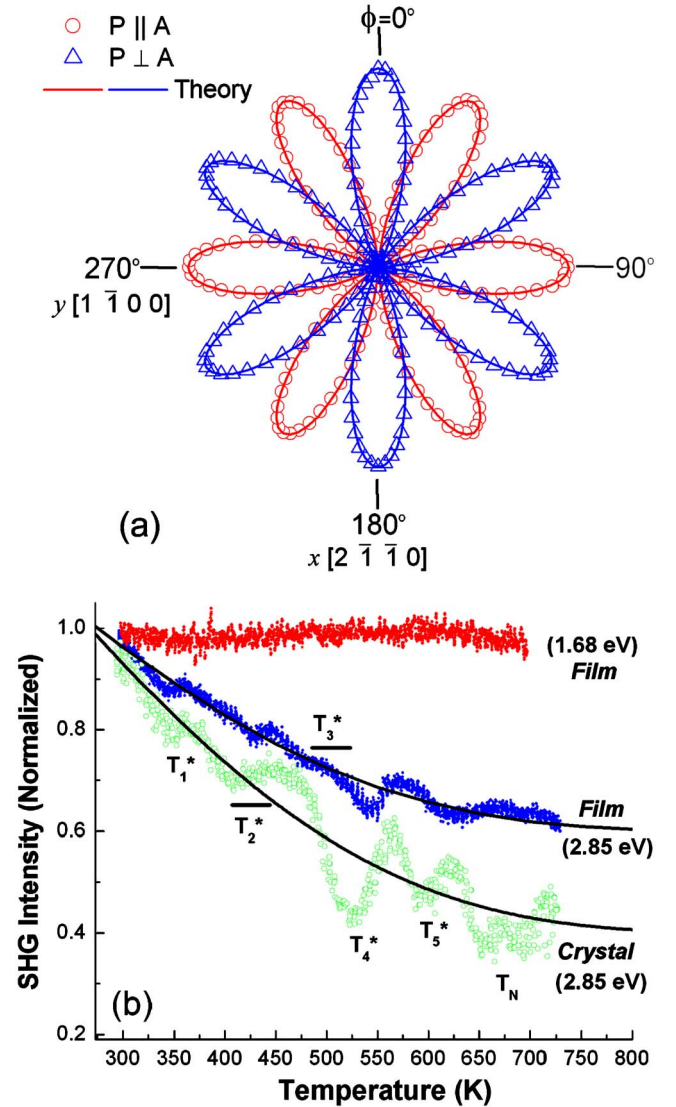 ϕ=0°
P || A
P ⊥ A
Theory
270°
90°
y [1 1̅ 0 0]
(a)
180°
x [2 1̅ 1̅ 0]
SHG Intensity (Normalized)
1.0
0.8
0.6
0.4
0.2
(1.68 eV)
Film
T₃*
T₁*
T₂*
Film
(2.85 eV)
T₄*
T₅*
T_N
Crystal
(2.85 eV)
(b)
300 350 400 450 500 550 600 650 700 750 800
Temperature (K)